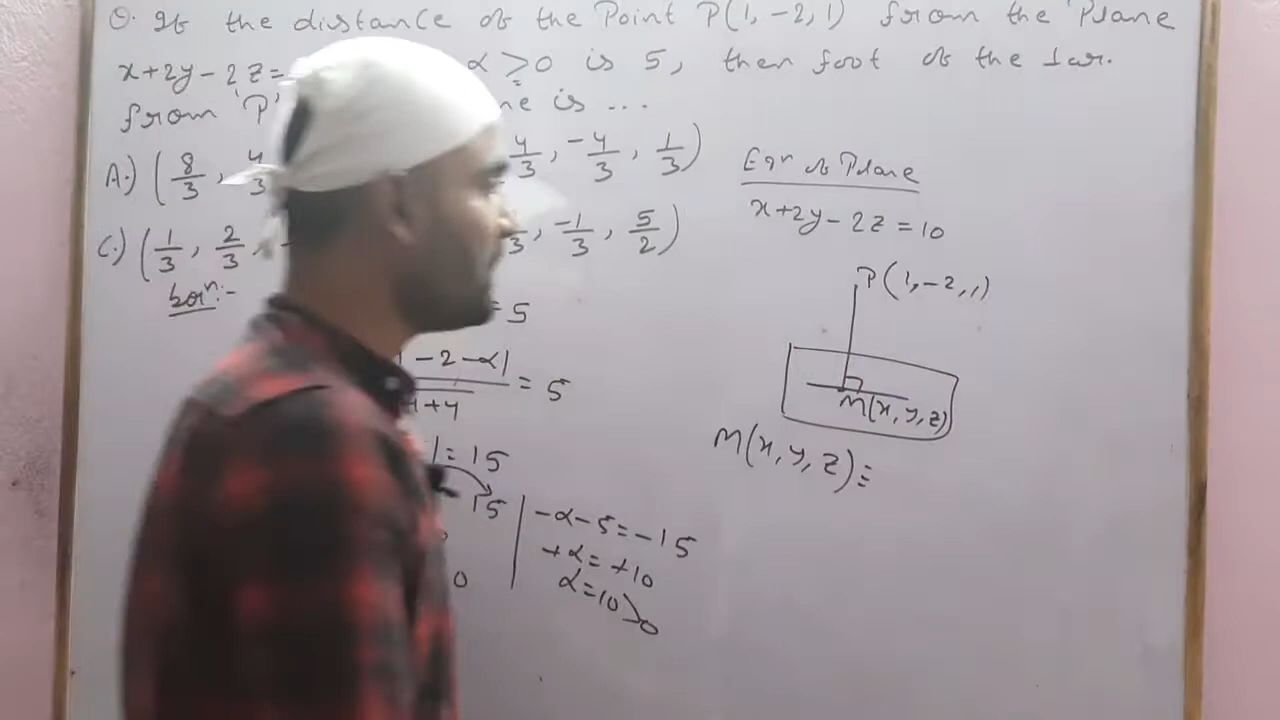 Q. If the distance of the Point P(1, -2, 1) from the Plane
x+2y-2z= α ≥ 0 is 5, then foot of the ⊥ar.
from 'P' ne is ...
A.) (8/3, 4/3 4/3, -4/3, 1/3)
C.) (1/3, 2/3, /3, -1/3, 5/2)
Soln:-
= 5
-2-α| / +4 = 5
|= 15
15
0
-α-5=-15
+α=+10
α=10>0
Eqn of Plane
x+2y-2z=10
P(1,-2,1)
M(x,y,z)
M(x,y,z)=